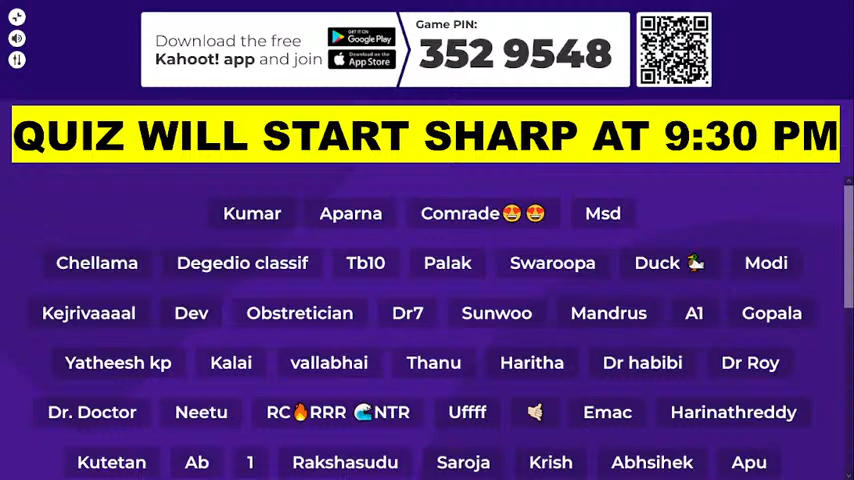 Download the free
Kahoot! app and join
GET IT ON
Google Play
Download on the
App Store
Game PIN:
352 9548
QUIZ WILL START SHARP AT 9:30 PM
Kumar Aparna Comrade😍😍 Msd
Chellama Degedio classif Tb10 Palak Swaroopa Duck 🦆 Modi
Kejrivaaaal Dev Obstretician Dr7 Sunwoo Mandrus A1 Gopala
Yatheesh kp Kalai vallabhai Thanu Haritha Dr habibi Dr Roy
Dr. Doctor Neetu RC🔥RRR 🌊NTR Uffff 🤙🏻 Emac Harinathreddy
Kutetan Ab 1 Rakshasudu Saroja Krish Abhsihek Apu